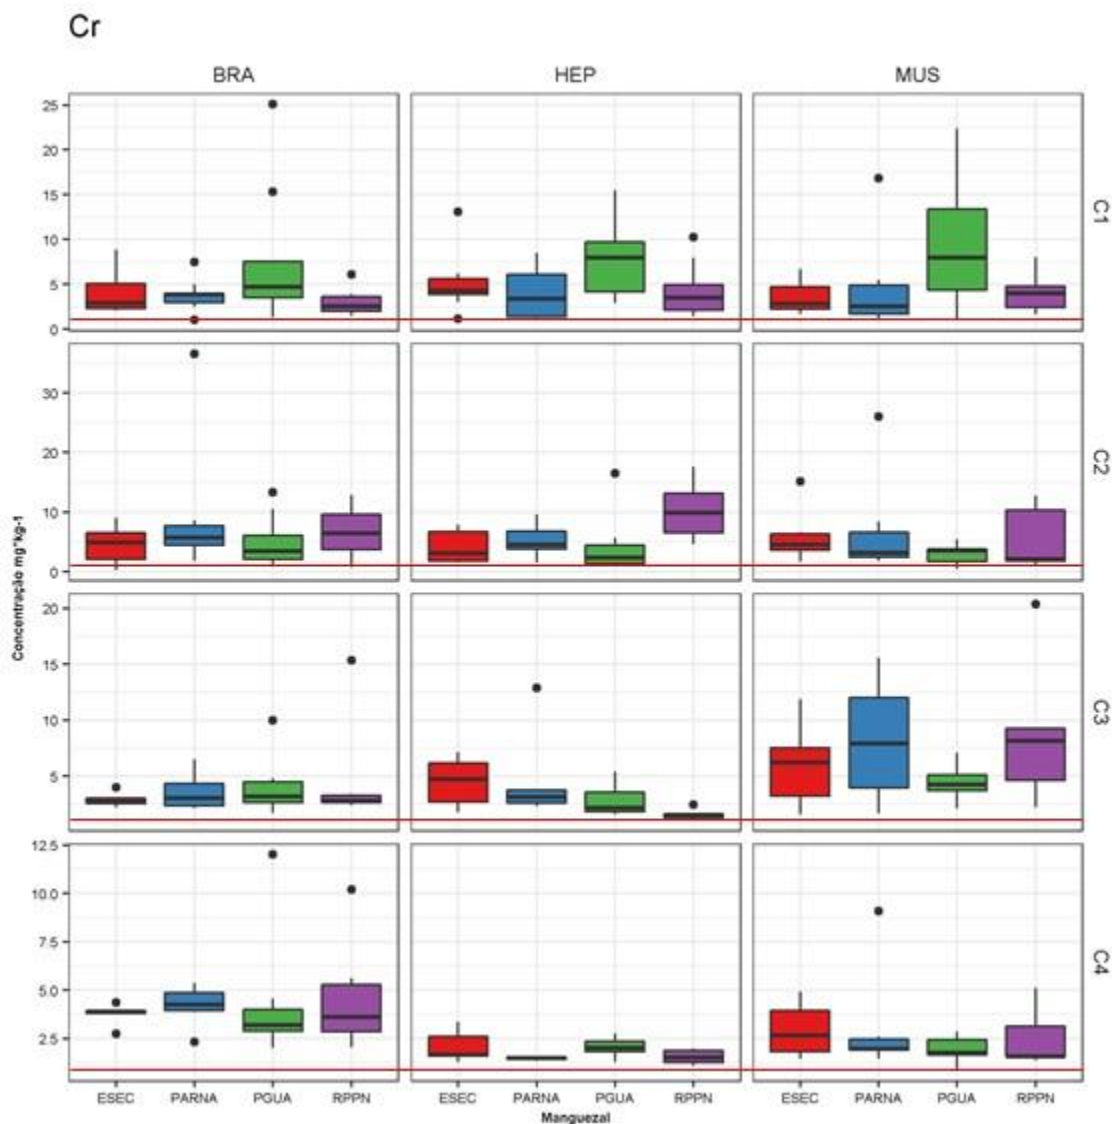 Cr
BRA HEP MUS
25
20
15
10
5
0
C1
30
20
10
0
C2
Concentração mg*kg-1
20
15
10
5
C3
12.5
10.0
7.5
5.0
2.5
C4
ESEC PARNA PGUA RPPN ESEC PARNA PGUA RPPN ESEC PARNA PGUA RPPN
Manguezal